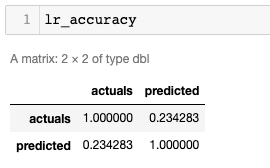 1 lr_accuracy
A matrix: 2 × 2 of type dbl
actuals predicted
actuals 1.000000 0.234283
predicted 0.234283 1.000000